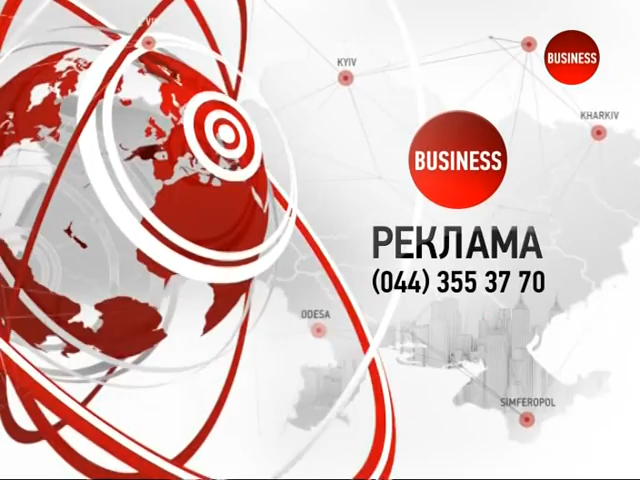 KYIV
BUSINESS
KHARKIV
BUSINESS
РЕКЛАМА
(044) 355 37 70
ODESA
SIMFEROPOL